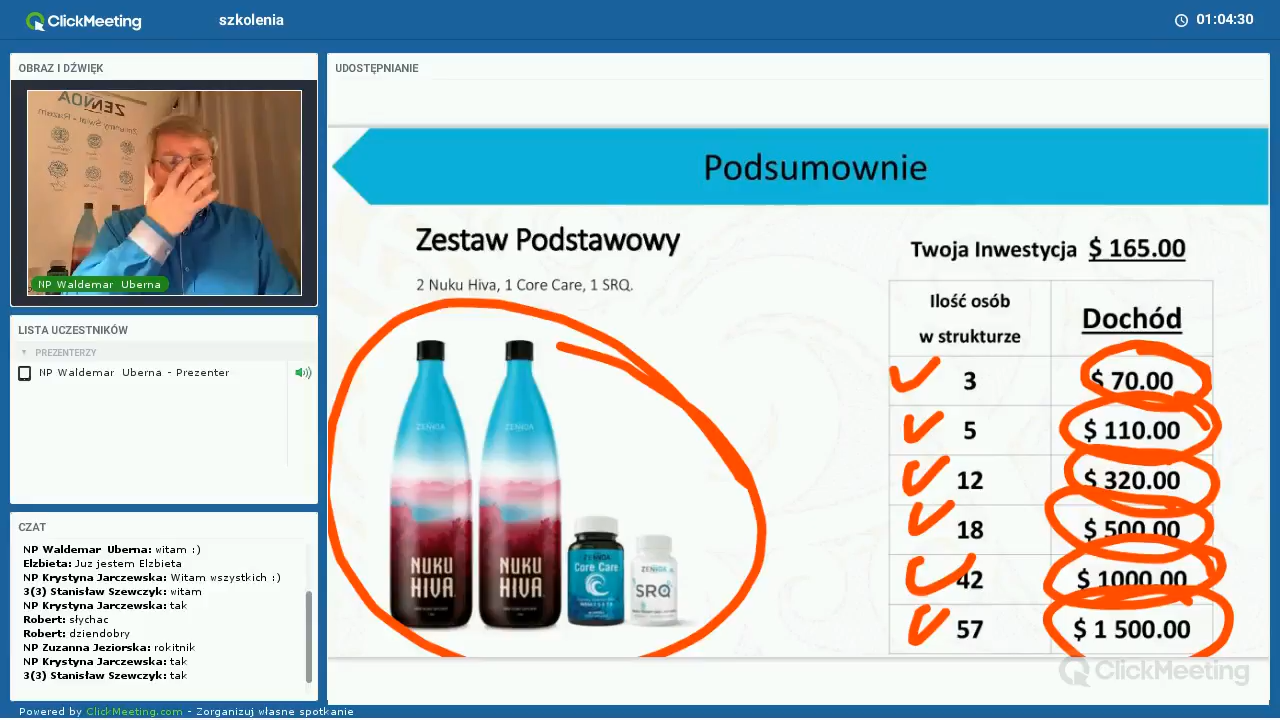 ClickMeeting
szkolenia
01:04:30
OBRAZ I DŹWIĘK
ZENNOA
NP Waldemar Uberna
LISTA UCZESTNIKÓW
PREZENTERZY
NP Waldemar Uberna - Prezenter
CZAT
NP Waldemar Uberna: witam :)
Elzbieta: Juz jestem Elzbieta
NP Krystyna Jarczewska: Witam wszystkich :)
3(3) Stanisław Szewczyk: witam
NP Krystyna Jarczewska: tak
Robert: słychac
Robert: dziendobry
NP Zuzanna Jeziorska: rokitnik
NP Krystyna Jarczewska: tak
3(3) Stanisław Szewczyk: tak
UDOSTĘPNIANIE
Podsumownie
Zestaw Podstawowy
2 Nuku Hiva, 1 Core Care, 1 SRQ.
ZENNOA
NUKU
HIVA
ZENNOA
NUKU
HIVA
ZENNOA
Core Care
ZENNOA
SRQ
Twoja Inwestycja $ 165.00
Ilość osób
w strukturze
Dochód
3 $ 70.00
5 $ 110.00
12 $ 320.00
18 $ 500.00
42 $ 1000.00
57 $ 1 500.00
ClickMeeting
Powered by ClickMeeting.com - Zorganizuj własne spotkanie